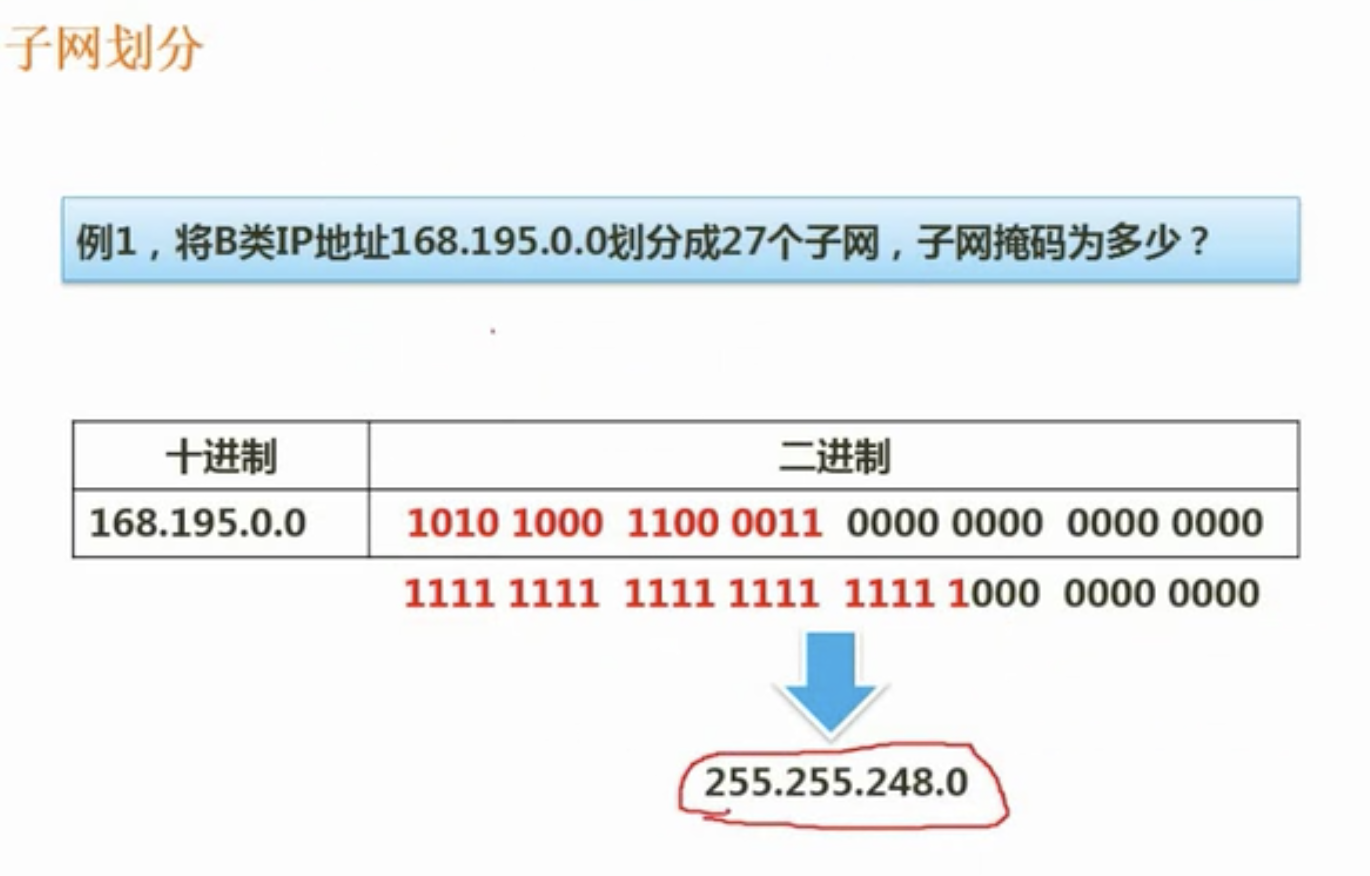 子网划分
例1，将B类IP地址168.195.0.0划分成27个子网，子网掩码为多少？
十进制 二进制
168.195.0.0 1010 1000 1100 0011 0000 0000 0000 0000
1111 1111 1111 1111 1111 1000 0000 0000
255.255.248.0